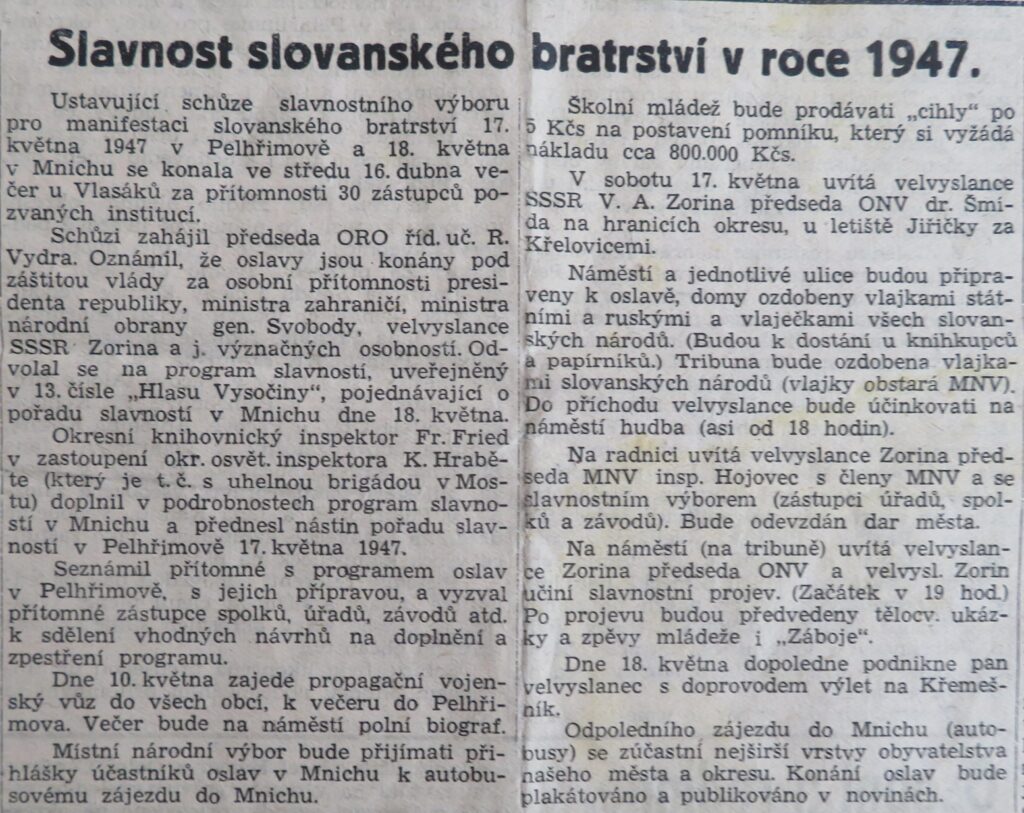 Slavnost slovanského bratrství v roce 1947.
Ustavující schůze slavnostního výboru
pro manifestaci slovanského bratrství 17.
května 1947 v Pelhřimově a 18. května
v Mnichu se konala ve středu 16. dubna ve-
čer u Vlasáků za přítomnosti 30 zástupců po-
zvaných institucí.
Schůzi zahájil předseda ORO říd. uč. R.
Vydra. Oznámil, že oslavy jsou konány pod
záštitou vlády za osobní přítomnosti presi-
denta republiky, ministra zahraničí, ministra
národní obrany gen. Svobody, velvyslance
SSSR Zorina a j. význačných osobností. Od-
volal se na program slavností, uveřejněný
v 13. čísle „Hlasu Vysočiny“, pojednávající o
pořadu slavností v Mnichu dne 18. května.
Okresní knihovnický inspektor Fr. Fried
v zastoupení okr. osvět. inspektora K. Hrabě-
te (který je t. č. s uhelnou brigádou v Mos-
tu) doplnil v podrobnostech program slavno-
stí v Mnichu a přednesl nástin pořadu slav-
ností v Pelhřimově 17. května 1947.
Seznámil přítomné s programem oslav
v Pelhřimově, s jejich přípravou, a vyzval
přítomné zástupce spolků, úřadů, závodů atd.
k sdělení vhodných návrhů na doplnění a
zpestření programu.
Dne 10. května zajede propagační vojen-
ský vůz do všech obcí, k večeru do Pelhři-
mova. Večer bude na náměstí polní biograf.
Místní národní výbor bude přijímati při-
hlášky účastníků oslav v Mnichu k autobu-
sovému zájezdu do Mnichu.
Školní mládež bude prodávati „cihly“ po
5 Kčs na postavení pomníku, který si vyžádá
nákladu cca 800.000 Kčs.
V sobotu 17. května uvítá velvyslance
SSSR V. A. Zorina předseda ONV dr. Šmí-
da na hranicích okresu, u letiště Jiřičky za
Křelovicemi.
Náměstí a jednotlivé ulice budou připra-
veny k oslavě, domy ozdobeny vlajkami stát-
ními a ruskými a vlaječkami všech slovan-
ských národů. (Budou k dostání u knihkupců
a papírníků.) Tribuna bude ozdobena vlajka-
mi slovanských národů (vlajky obstará MNV).
Do příchodu velvyslance bude účinkovati na
náměstí hudba (asi od 18 hodin).
Na radnici uvítá velvyslance Zorina před-
seda MNV insp. Hojovec s členy MNV a se
slavnostním výborem (zástupci úřadů, spol-
ků a závodů). Bude odevzdán dar města.
Na náměstí (na tribuně) uvítá velvyslan-
ce Zorina předseda ONV a velvysl. Zorin
učiní slavnostní projev. (Začátek v 19 hod.)
Po projevu budou předvedeny tělocv. ukáz-
ky a zpěvy mládeže i „Záboje“.
Dne 18. května dopoledne podnikne pan
velvyslanec s doprovodem výlet na Křemeš-
ník.
Odpoledního zájezdu do Mnichu (auto-
busy) se zúčastní nejširší vrstvy obyvatelstva
našeho města a okresu. Konání oslav bude
plakátováno a publikováno v novinách.